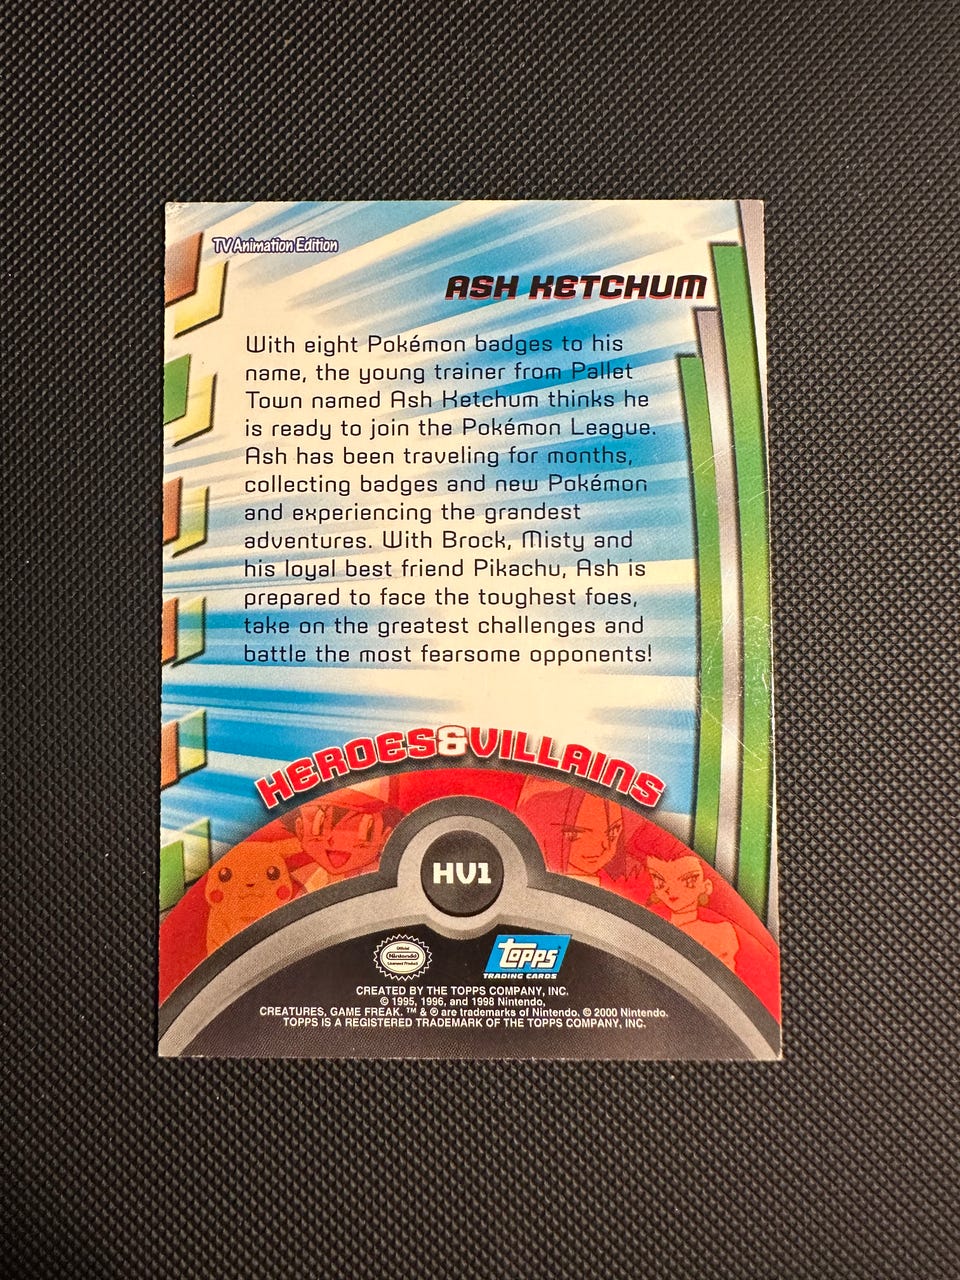 TV Animation Edition
ASH KETCHUM
With eight Pokémon badges to his
name, the young trainer from Pallet
Town named Ash Ketchum thinks he
is ready to join the Pokémon League.
Ash has been traveling for months,
collecting badges and new Pokémon
and experiencing the grandest
adventures. With Brock, Misty and
his loyal best friend Pikachu, Ash is
prepared to face the toughest foes,
take on the greatest challenges and
battle the most fearsome opponents!
HEROES&VILLAINS
HV1
Official
Nintendo
Licensed Product
Topps
TRADING CARDS
CREATED BY THE TOPPS COMPANY, INC.
© 1995, 1996, and 1998 Nintendo,
CREATURES, GAME FREAK. ™ & ® are trademarks of Nintendo. © 2000 Nintendo.
TOPPS IS A REGISTERED TRADEMARK OF THE TOPPS COMPANY, INC.